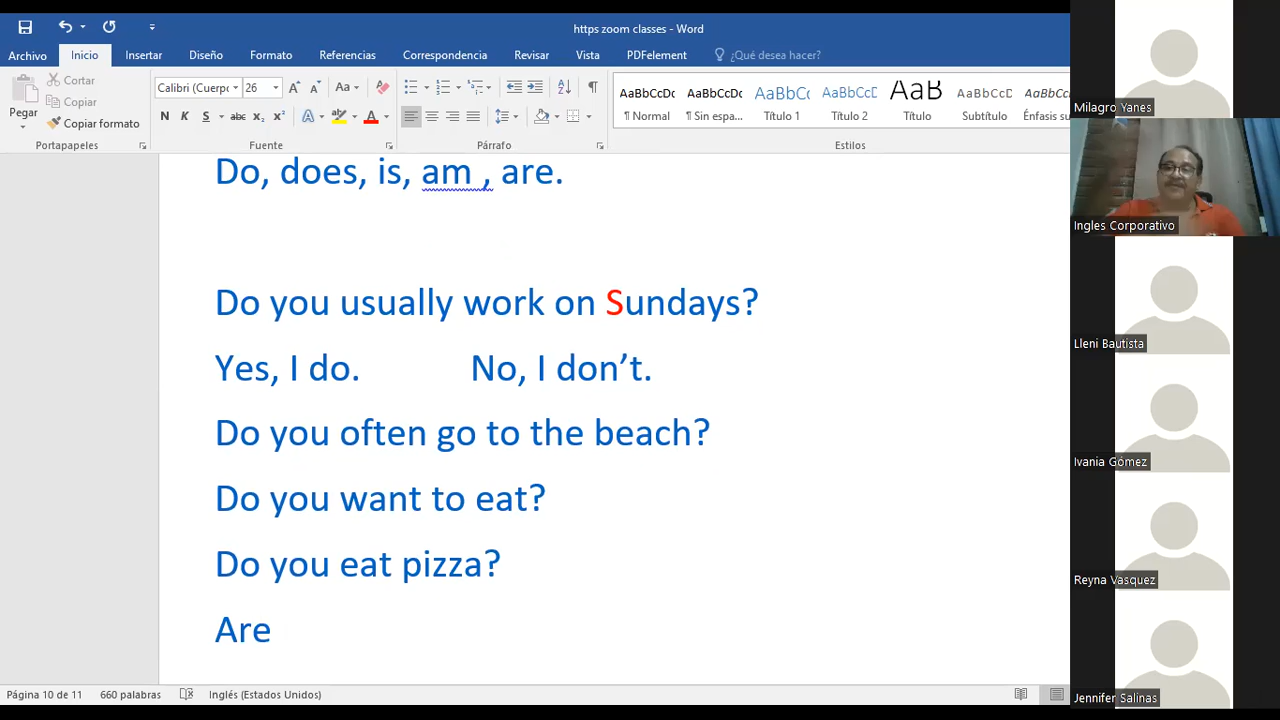 https zoom classes - Word
Archivo Inicio Insertar Diseño Formato Referencias Correspondencia Revisar Vista PDFelement ¿Qué desea hacer?
Pegar
Cortar
Copiar
Copiar formato
Portapapeles
Calibri (Cuerpo 26
Aa
N K S abc x₂ x² A A
Fuente
Párrafo
AaBbCcDc AaBbCcDc AaBbCc AaBbCcD AaB AaBbCcD AaBbCcD
¶ Normal ¶ Sin espa... Título 1 Título 2 Título Subtítulo Énfasis su
Estilos
Do, does, is, am , are.
Do you usually work on Sundays?
Yes, I do. No, I don't.
Do you often go to the beach?
Do you want to eat?
Do you eat pizza?
Are
Página 10 de 11 660 palabras Inglés (Estados Unidos)
Milagro Yanes
Ingles Corporativo
Lleni Bautista
Ivania Gómez
Reyna Vasquez
Jennifer Salinas